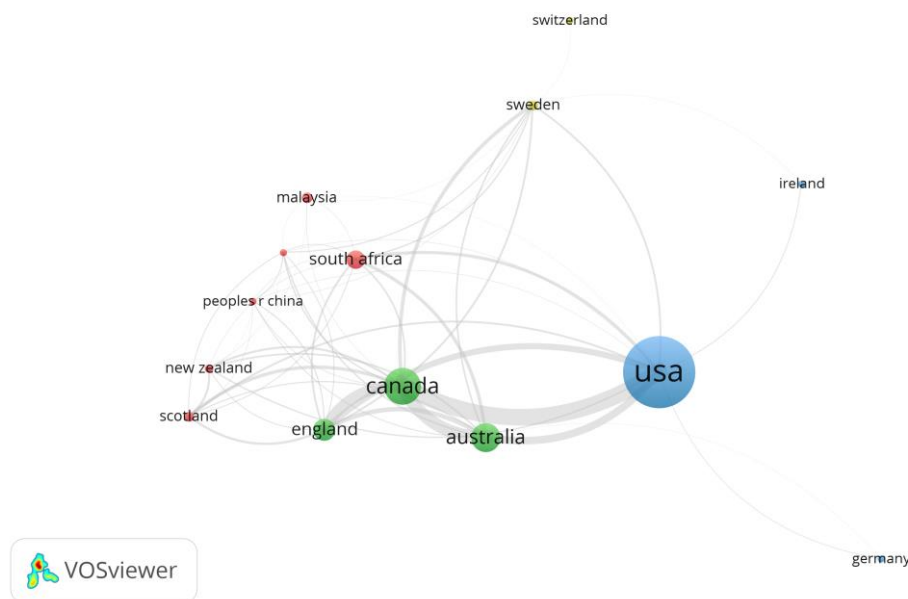 switzerland
sweden
ireland
malaysia
south africa
peoples r china
new zealand
usa
canada
scotland
england
australia
germany
VOSviewer